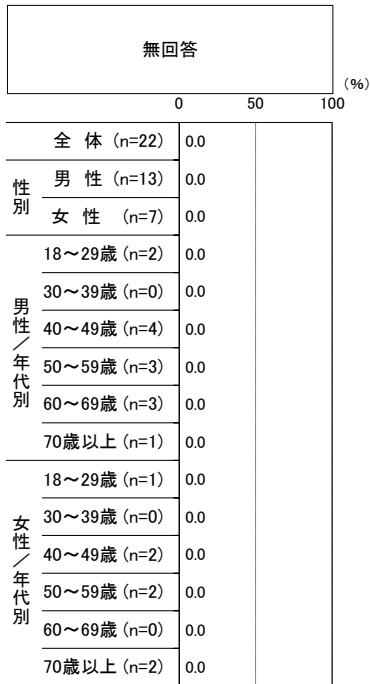 無回答
(%)
0 50 100
全 体 (n=22) 0.0
性別
男 性 (n=13) 0.0
女 性 (n=7) 0.0
男性／年代別
18～29歳 (n=2) 0.0
30～39歳 (n=0) 0.0
40～49歳 (n=4) 0.0
50～59歳 (n=3) 0.0
60～69歳 (n=3) 0.0
70歳以上 (n=1) 0.0
女性／年代別
18～29歳 (n=1) 0.0
30～39歳 (n=0) 0.0
40～49歳 (n=2) 0.0
50～59歳 (n=2) 0.0
60～69歳 (n=0) 0.0
70歳以上 (n=2) 0.0